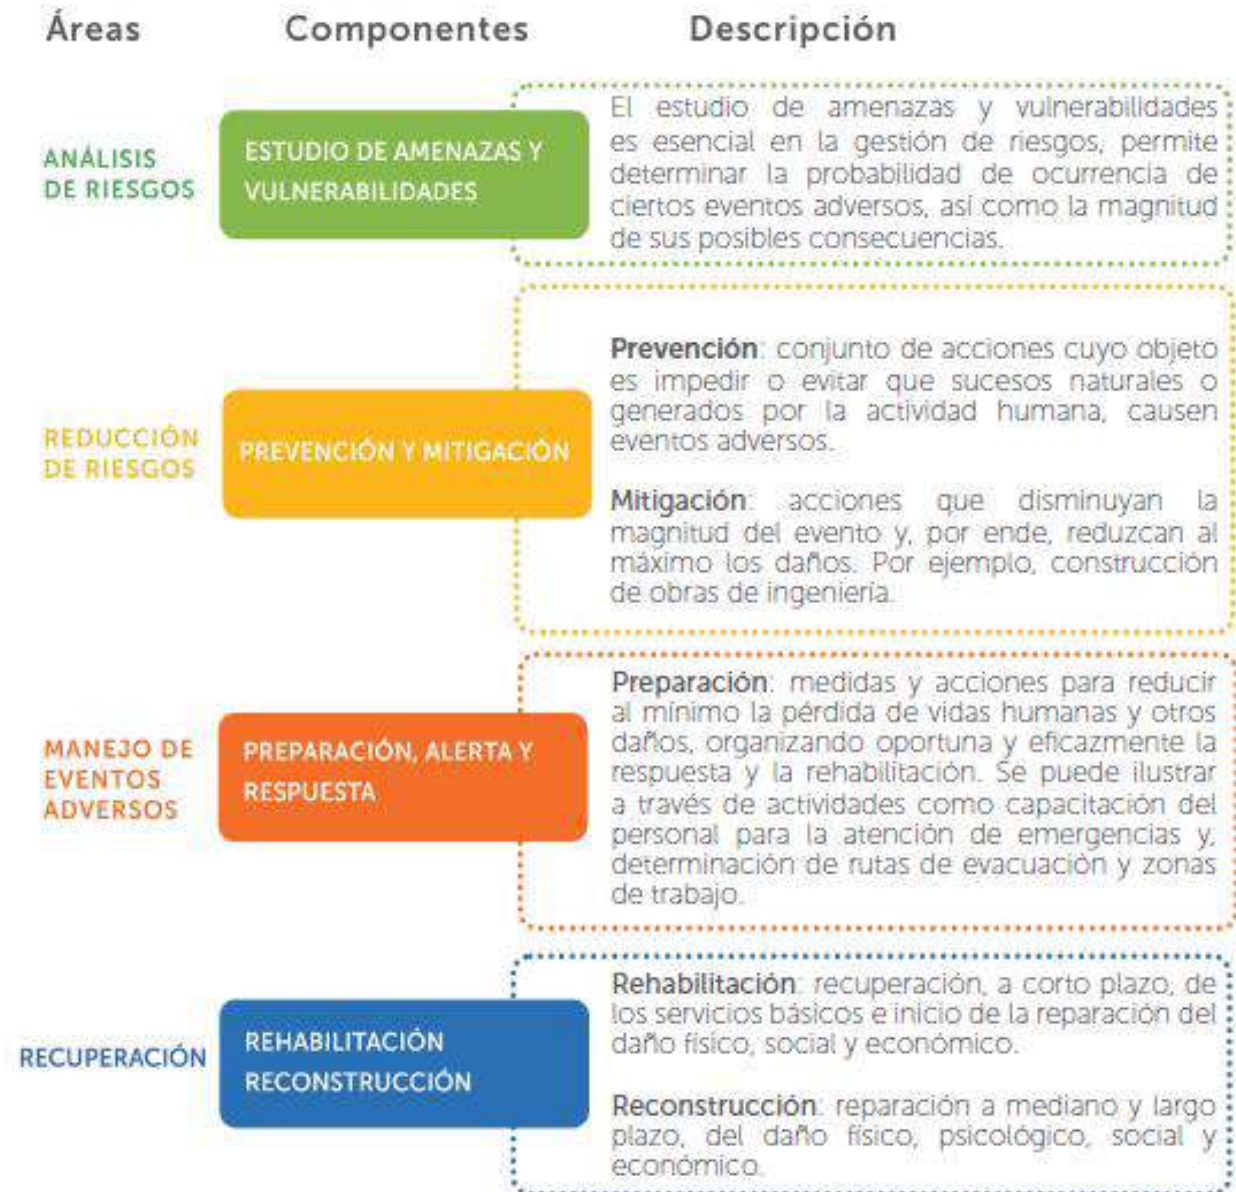 Áreas Componentes Descripción
ANÁLISIS
DE RIESGOS
ESTUDIO DE AMENAZAS Y
VULNERABILIDADES
El estudio de amenazas y vulnerabilidades
es esencial en la gestión de riesgos, permite
determinar la probabilidad de ocurrencia de
ciertos eventos adversos, así como la magnitud
de sus posibles consecuencias.
REDUCCIÓN
DE RIESGOS
PREVENCIÓN Y MITIGACIÓN
Prevención: conjunto de acciones cuyo objeto
es impedir o evitar que sucesos naturales o
generados por la actividad humana, causen
eventos adversos.
Mitigación: acciones que disminuyan la
magnitud del evento y, por ende, reduzcan al
máximo los daños. Por ejemplo, construcción
de obras de ingeniería.
MANEJO DE
EVENTOS
ADVERSOS
PREPARACIÓN, ALERTA Y
RESPUESTA
Preparación: medidas y acciones para reducir
al mínimo la pérdida de vidas humanas y otros
daños, organizando oportuna y eficazmente la
respuesta y la rehabilitación. Se puede ilustrar
a través de actividades como capacitación del
personal para la atención de emergencias y,
determinación de rutas de evacuación y zonas
de trabajo.
RECUPERACIÓN
REHABILITACIÓN
RECONSTRUCCIÓN
Rehabilitación: recuperación, a corto plazo, de
los servicios básicos e inicio de la reparación del
daño físico, social y económico.
Reconstrucción: reparación a mediano y largo
plazo, del daño físico, psicológico, social y
económico.